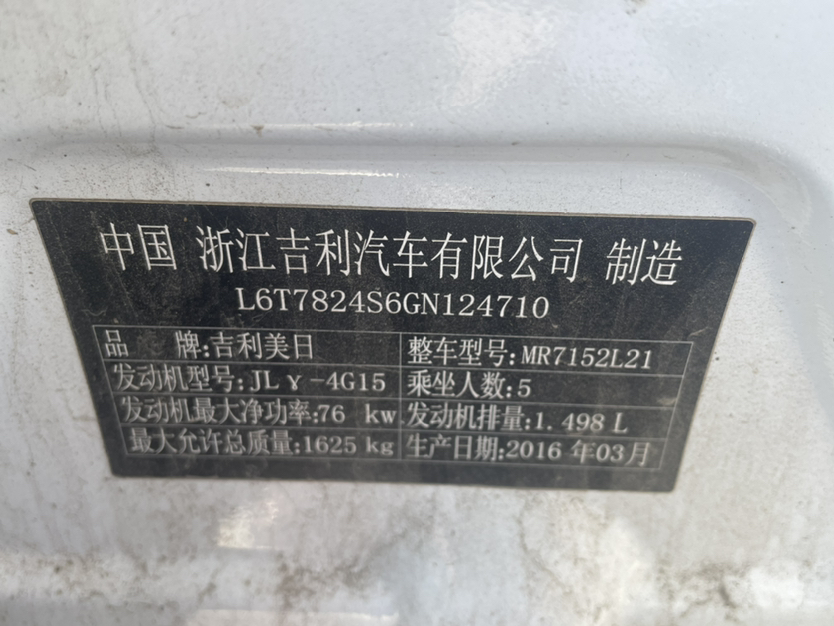 中国 浙江吉利汽车有限公司 制造
L6T7824S6GN124710
品 牌:吉利美日 整车型号:MR7152L21
发动机型号:JLγ-4G15 乘坐人数:5
发动机最大净功率:76 kw 发动机排量:1.498 L
最大允许总质量:1625 kg 生产日期:2016 年03月